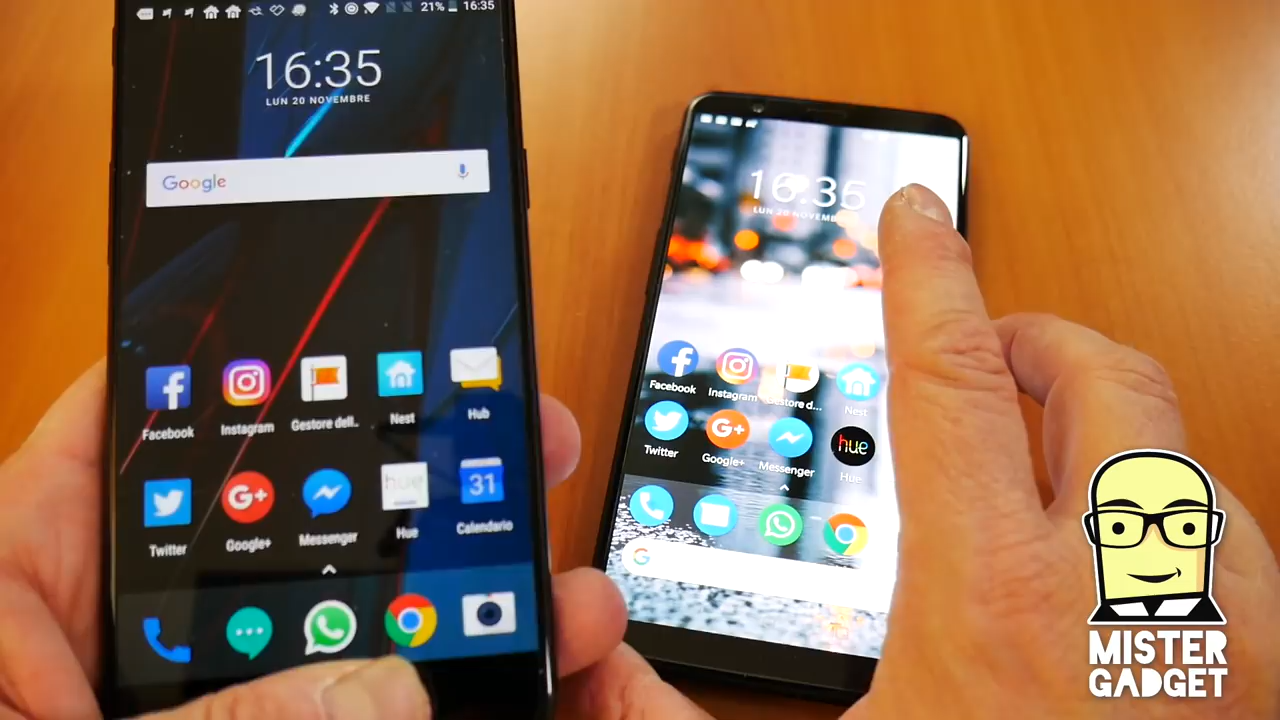 21% 16:35
16:35
LUN 20 NOVEMBRE
Google
Facebook
Instagram
Gestore dell..
Nest
Hub
Twitter
Google+
Messenger
hue
Hue
31
Calendario
16:35
LUN 20 NOVEMB
Facebook
Instagram
Gestore d...
Nest
Twitter
Google+
Messenger
hue
Hue
G
MISTER
GADGET